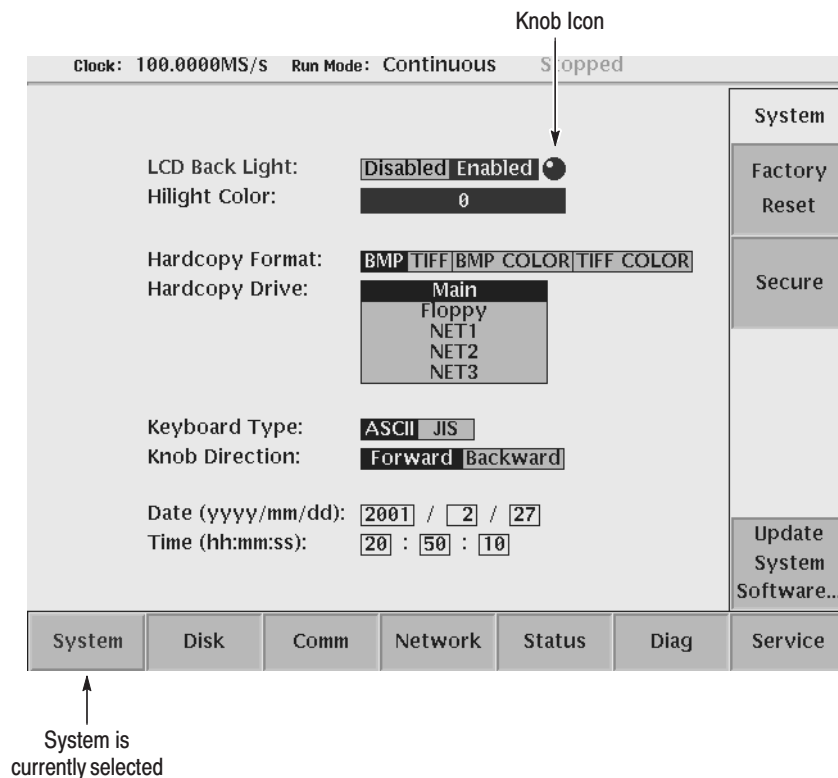 Knob Icon
Clock: 100.0000MS/s Run Mode: Continuous Stopped
System
LCD Back Light: Disabled Enabled
Hilight Color: 0
Factory
Reset
Hardcopy Format: BMP TIFF BMP COLOR TIFF COLOR
Hardcopy Drive: Main
Floppy
NET1
NET2
NET3
Secure
Keyboard Type: ASCII JIS
Knob Direction: Forward Backward
Date (yyyy/mm/dd): 2001 / 2 / 27
Time (hh:mm:ss): 20 : 50 : 10
Update
System
Software..
System Disk Comm Network Status Diag Service
System is
currently selected